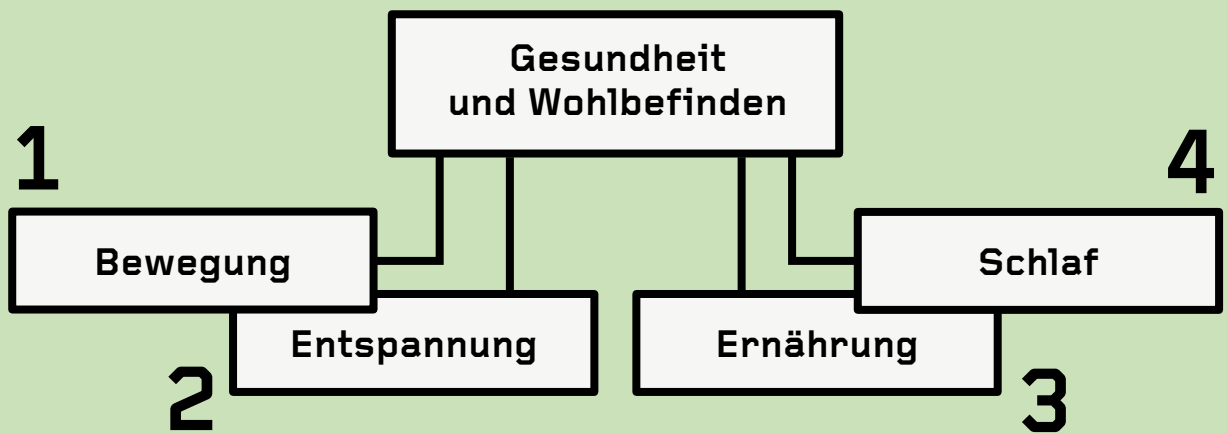 Gesundheit
und Wohlbefinden
1
Bewegung
2
Entspannung
3
Ernährung
4
Schlaf